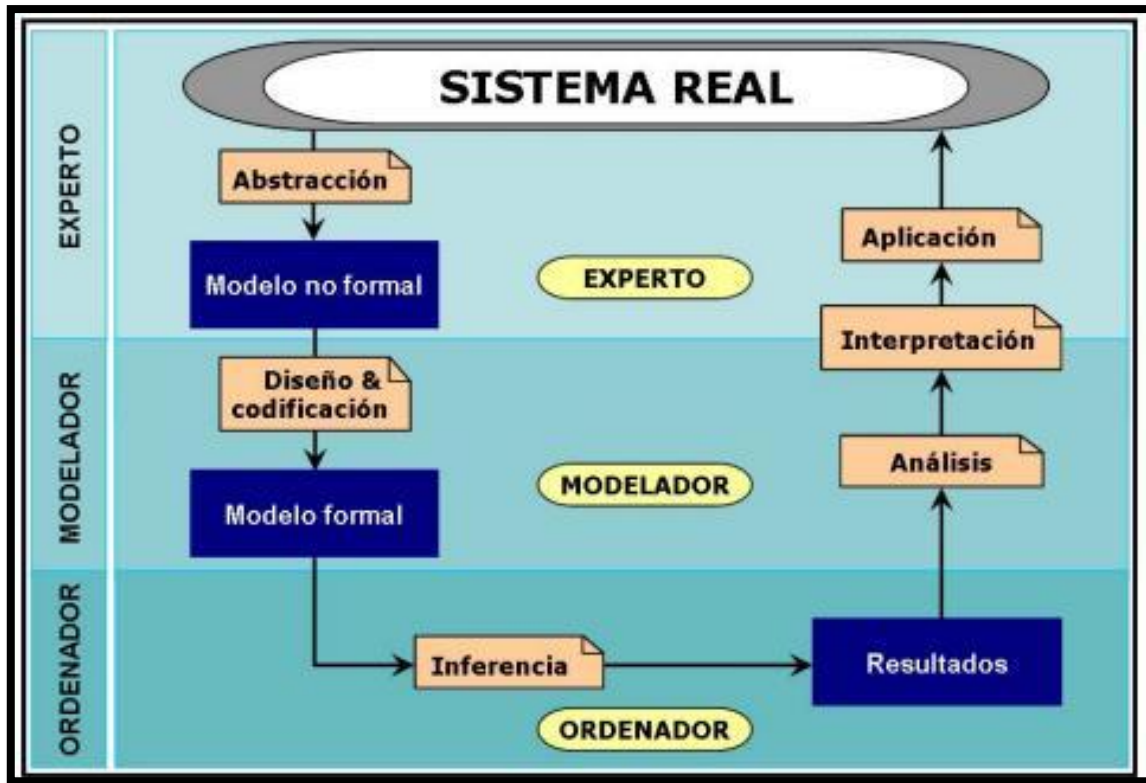 SISTEMA REAL
EXPERTO
Abstracción
Aplicación
Modelo no formal
EXPERTO
Interpretación
MODELADOR
Diseño &
codificación
Análisis
Modelo formal
MODELADOR
ORDENADOR
Inferencia
Resultados
ORDENADOR